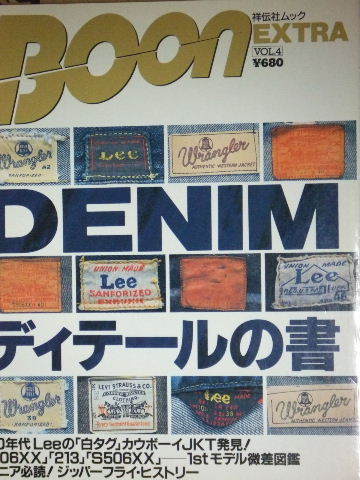 祥伝社ムック
Boon EXTRA
VOL.4
¥680
Wrangler
SANFORIZED
Lee
Wrangler
AUTHENTIC WESTERN JACKET
DENIM
UNION MADE
Lee
SANFORIZED
UNION MADE
Lee
ディテールの書
Wrangler
LEVI STRAUSS & CO.
Lee
Wrangler
0年代Leeの「白タグ」カウボーイJKT発見!
06XX」「213」「S506XX」——1stモデル微差図鑑
ニア必読!ジッパーフライ・ヒストリー